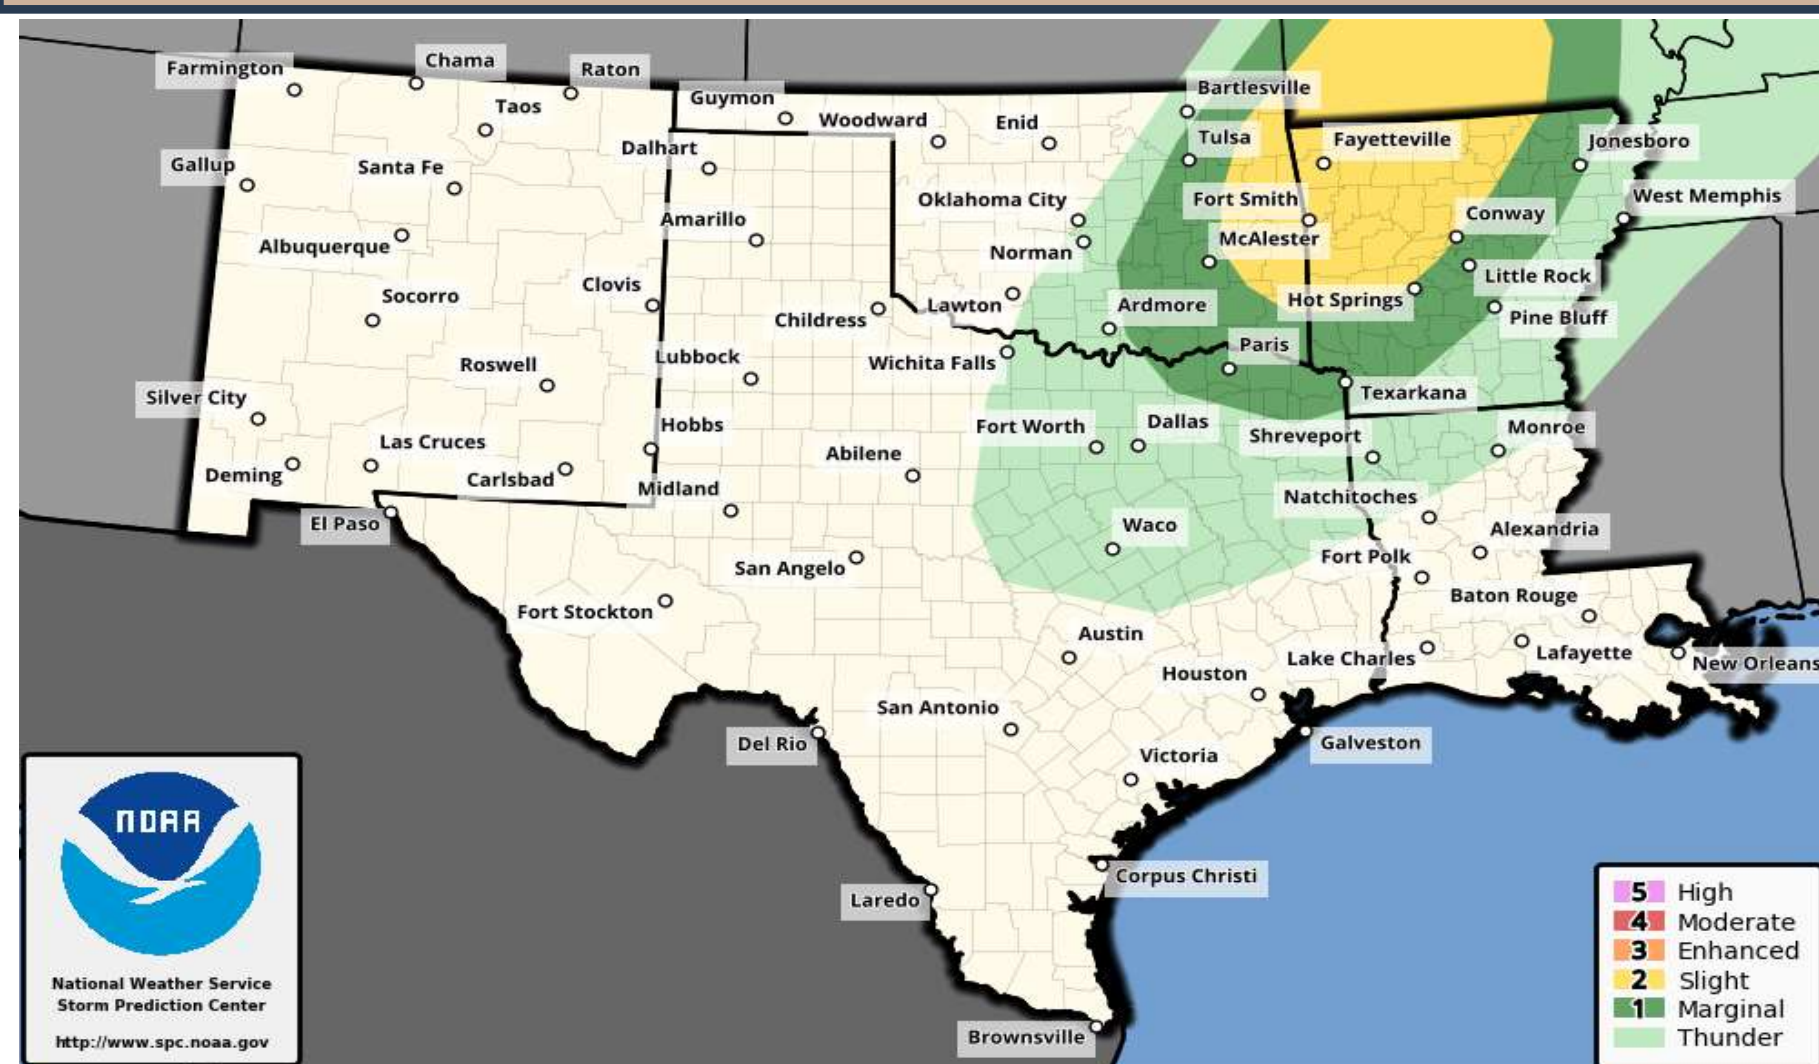 Chama
Farmington
Raton
Guymon
Bartlesville
Taos
Woodward
Enid
Tulsa
Fayetteville
Jonesboro
Dalhart
Gallup
Santa Fe
Oklahoma City
Fort Smith
West Memphis
Amarillo
Conway
Albuquerque
Norman
McAlester
Little Rock
Clovis
Socorro
Lawton
Ardmore
Hot Springs
Pine Bluff
Childress
Paris
Lubbock
Roswell
Wichita Falls
Texarkana
Silver City
Hobbs
Las Cruces
Fort Worth
Dallas
Shreveport
Monroe
Abilene
Deming
Carlsbad
Midland
Natchitoches
El Paso
Waco
Alexandria
San Angelo
Fort Polk
Fort Stockton
Baton Rouge
Austin
Lake Charles
Lafayette
New Orleans
Houston
San Antonio
Del Rio
Galveston
Victoria
Laredo
Corpus Christi
Brownsville
NOAA
National Weather Service
Storm Prediction Center
http://www.spc.noaa.gov
5 High
4 Moderate
3 Enhanced
2 Slight
1 Marginal
Thunder